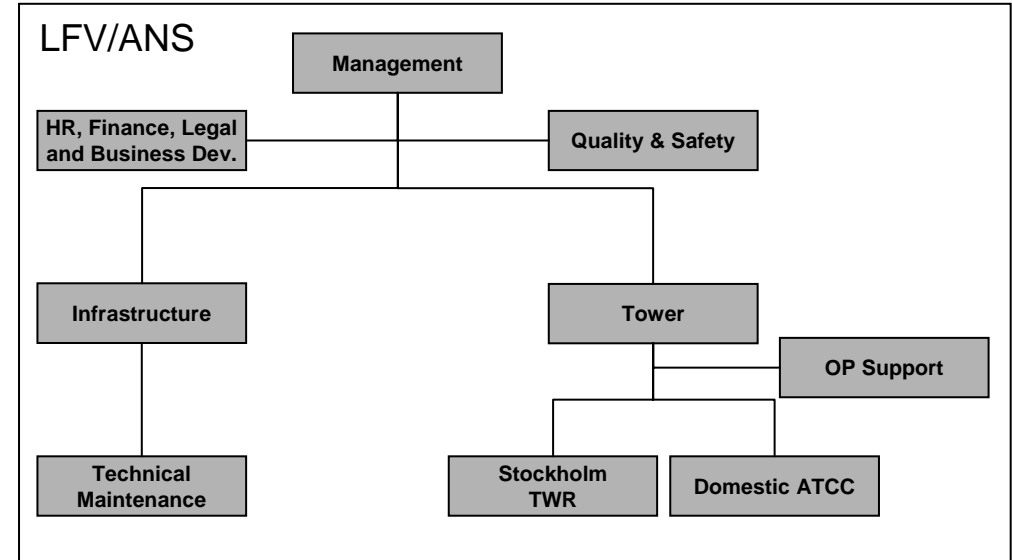 LFV/ANS
Management
HR, Finance, Legal
and Business Dev.
Quality & Safety
Infrastructure
Tower
OP Support
Technical
Maintenance
Stockholm
TWR
Domestic ATCC